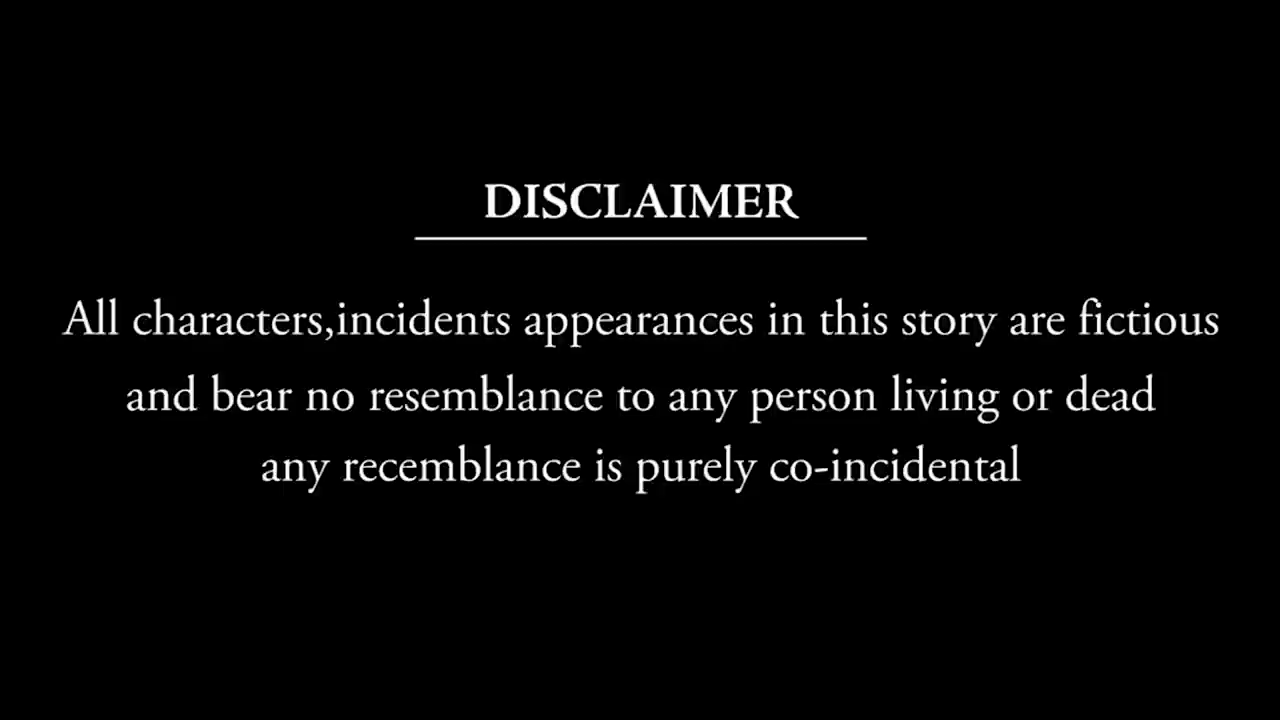 DISCLAIMER
All characters,incidents appearances in this story are fictious
and bear no resemblance to any person living or dead
any recemblance is purely co-incidental